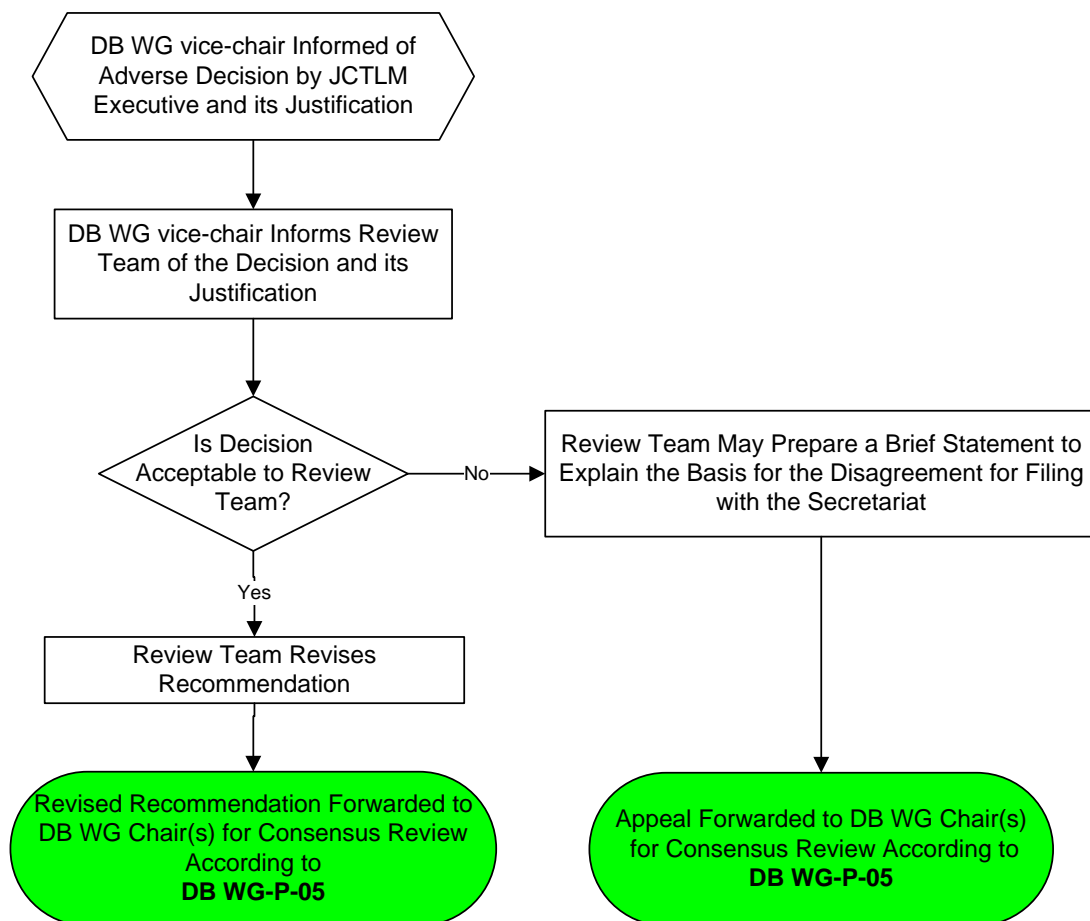 DB WG vice-chair Informed of
Adverse Decision by JCTLM
Executive and its Justification
DB WG vice-chair Informs Review
Team of the Decision and its
Justification
Is Decision
Acceptable to Review
Team?
No
Review Team May Prepare a Brief Statement to
Explain the Basis for the Disagreement for Filing
with the Secretariat
Yes
Review Team Revises
Recommendation
Revised Recommendation Forwarded to
DB WG Chair(s) for Consensus Review
According to
DB WG-P-05
Appeal Forwarded to DB WG Chair(s)
for Consensus Review According to
DB WG-P-05